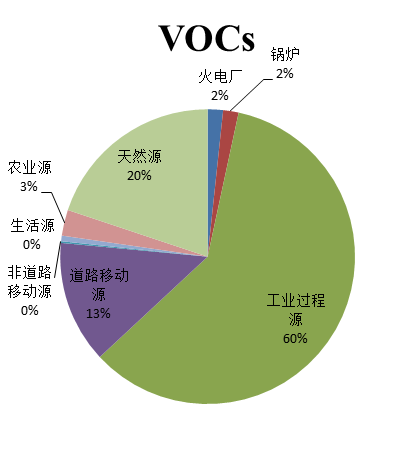 VOCs
火电厂
2%
锅炉
2%
工业过程
源
60%
道路移动
源
13%
非道路
移动源
0%
生活源
0%
农业源
3%
天然源
20%